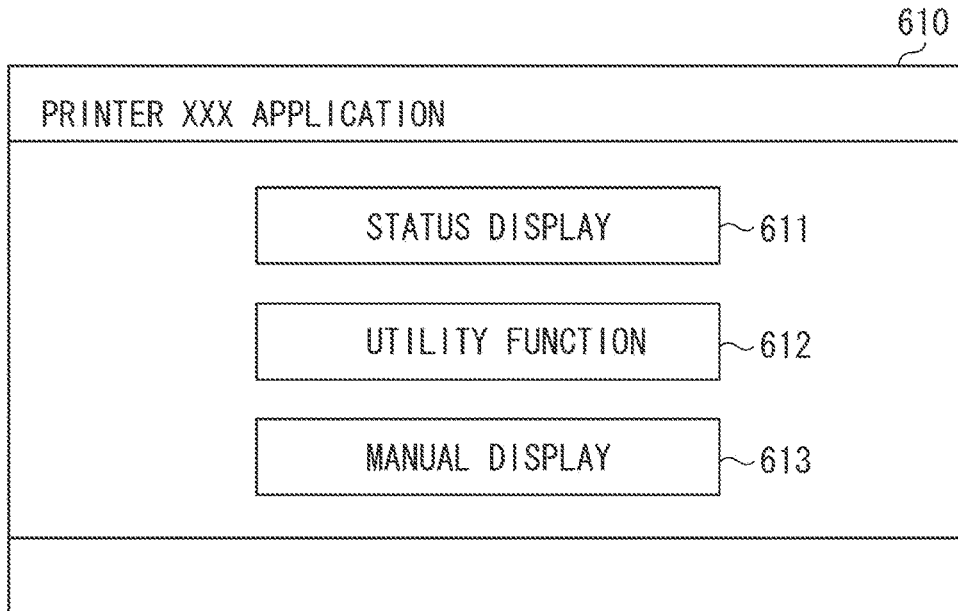 610
PRINTER XXX APPLICATION
STATUS DISPLAY 611
UTILITY FUNCTION 612
MANUAL DISPLAY 613